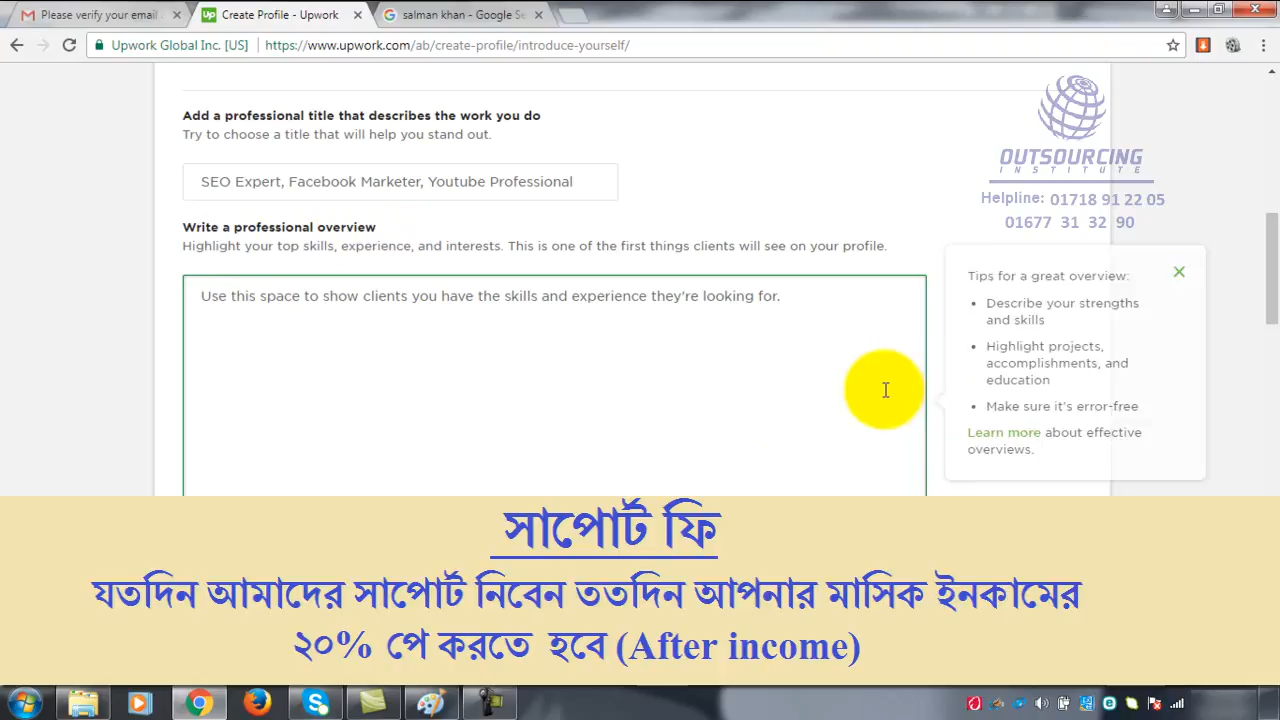 Please verify your email
Create Profile - Upwork
salman khan - Google Se
Upwork Global Inc. [US]
https://www.upwork.com/ab/create-profile/introduce-yourself/
Add a professional title that describes the work you do
Try to choose a title that will help you stand out.
SEO Expert, Facebook Marketer, Youtube Professional
Write a professional overview
Highlight your top skills, experience, and interests. This is one of the first things clients will see on your profile.
Use this space to show clients you have the skills and experience they're looking for.
OUTSOURCING
INSTITUTE
Helpline: 01718 91 22 05
01677 31 32 90
Tips for a great overview:
• Describe your strengths
and skills
• Highlight projects,
accomplishments, and
education
• Make sure it's error-free
Learn more about effective
overviews.
সাপোর্ট ফি
যতদিন আমাদের সাপোর্ট নিবেন ততদিন আপনার মাসিক ইনকামের
২০% পে করতে হবে (After income)